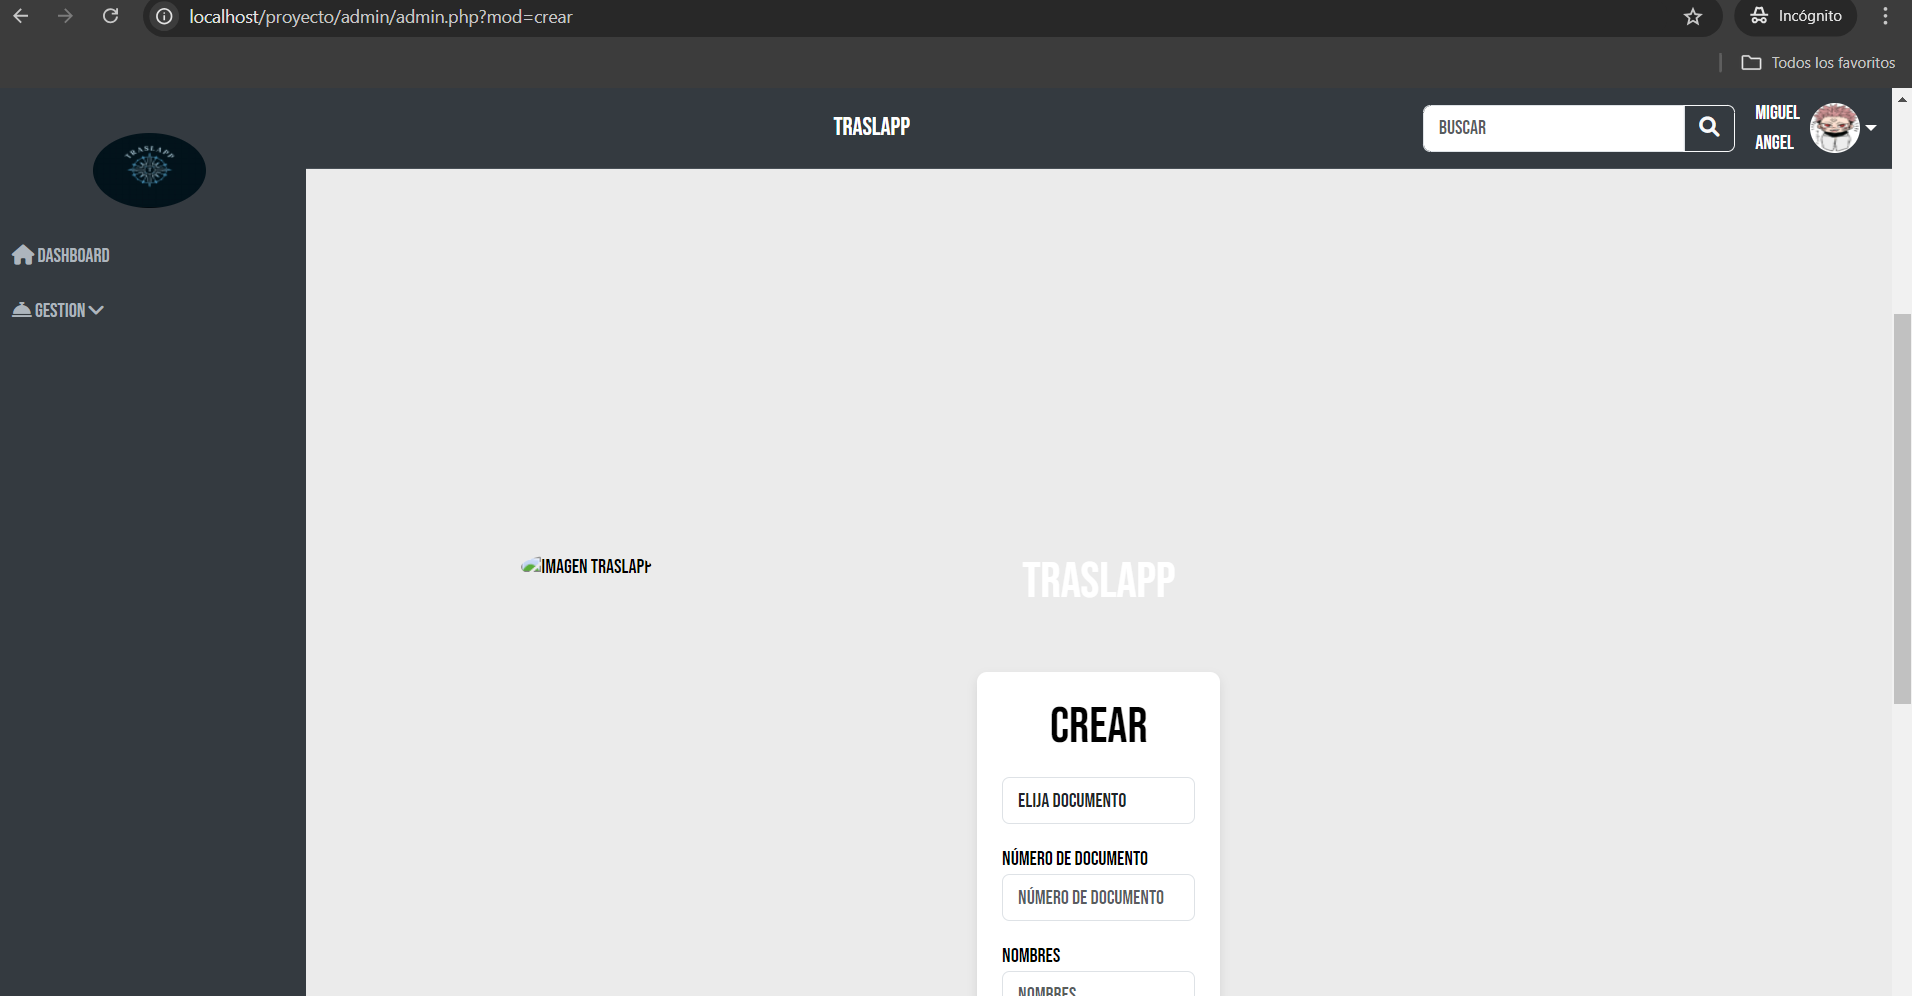 localhost/proyecto/admin/admin.php?mod=crear
Incógnito
Todos los favoritos
TRASLAPP
TRASLAPP
BUSCAR
MIGUEL
ANGEL
DASHBOARD
GESTION
IMAGEN TRASLAPP
TRASLAPP
CREAR
ELIJA DOCUMENTO
NÚMERO DE DOCUMENTO
NÚMERO DE DOCUMENTO
NOMBRES
NOMBRES